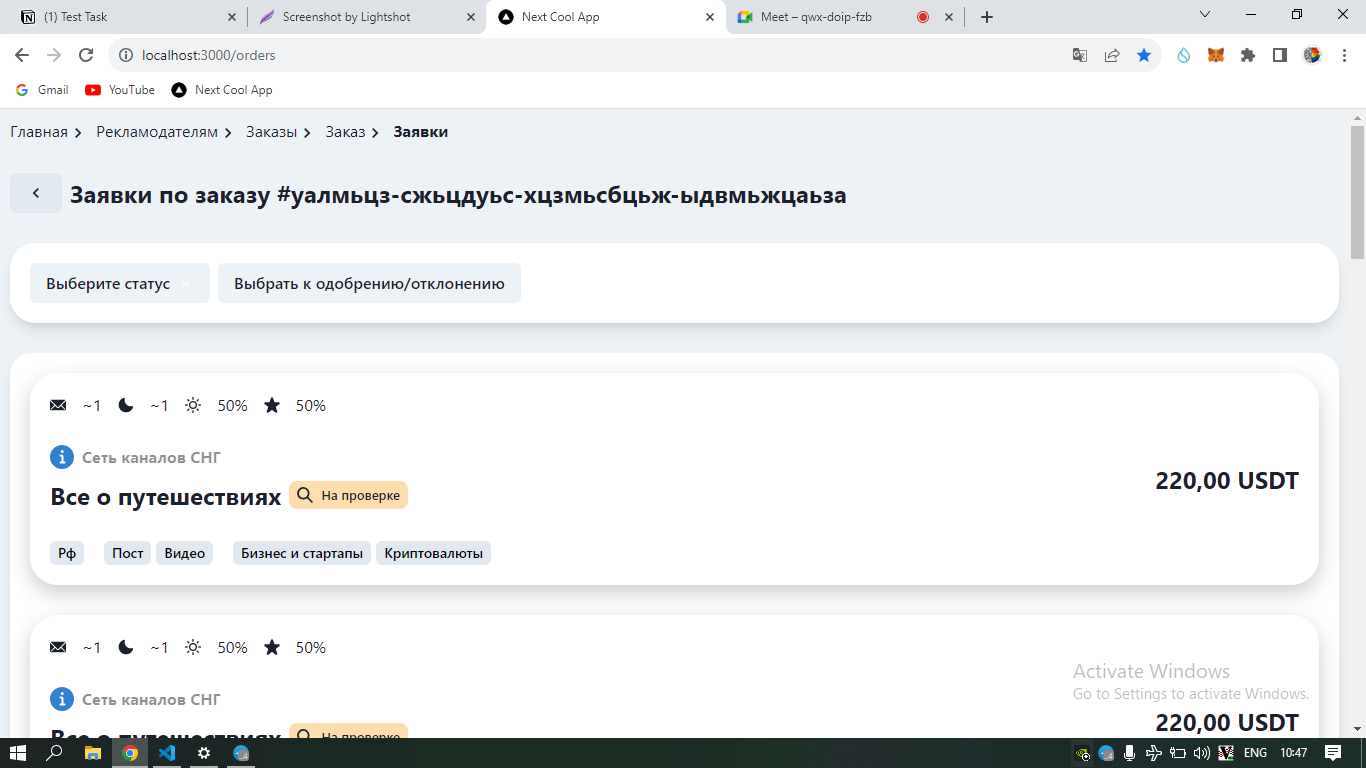 (1) Test Task
Screenshot by Lightshot
Next Cool App
Meet – qwx-doip-fzb
localhost:3000/orders
Gmail
YouTube
Next Cool App
Главная
Рекламодателям
Заказы
Заказ
Заявки
Заявки по заказу #уалмьцз-сжьцдуьс-хцзмьсбцьж-ыдвмьжцаьза
Выберите статус
Выбрать к одобрению/отклонению
~1 ~1 50% 50%
Сеть каналов СНГ
Все о путешествиях
На проверке
220,00 USDT
Рф
Пост
Видео
Бизнес и стартапы
Криптовалюты
~1 ~1 50% 50%
Сеть каналов СНГ
Все о путешествиях
На проверке
220,00 USDT
Activate Windows
Go to Settings to activate Windows.
ENG
10:47